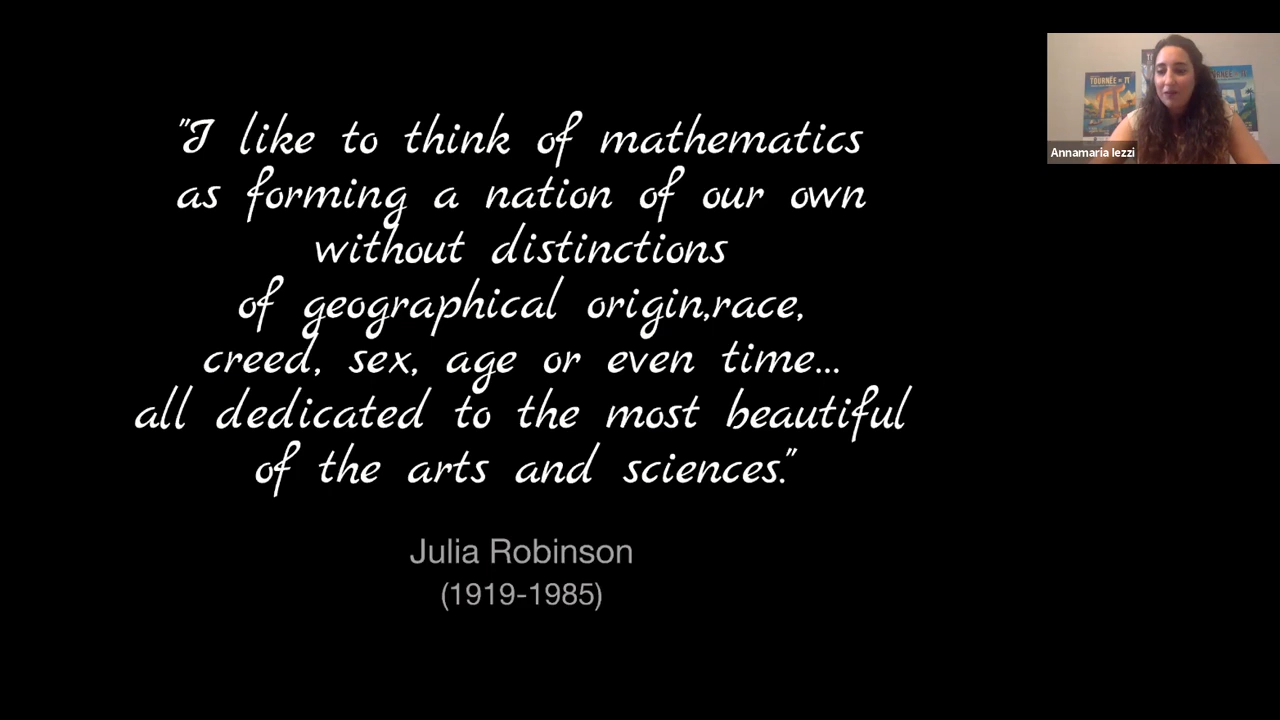 "I like to think of mathematics
as forming a nation of our own
without distinctions
of geographical origin,race,
creed, sex, age or even time...
all dedicated to the most beautiful
of the arts and sciences."
Julia Robinson
(1919-1985)
TOURNÉE
Annamaria Iezzi